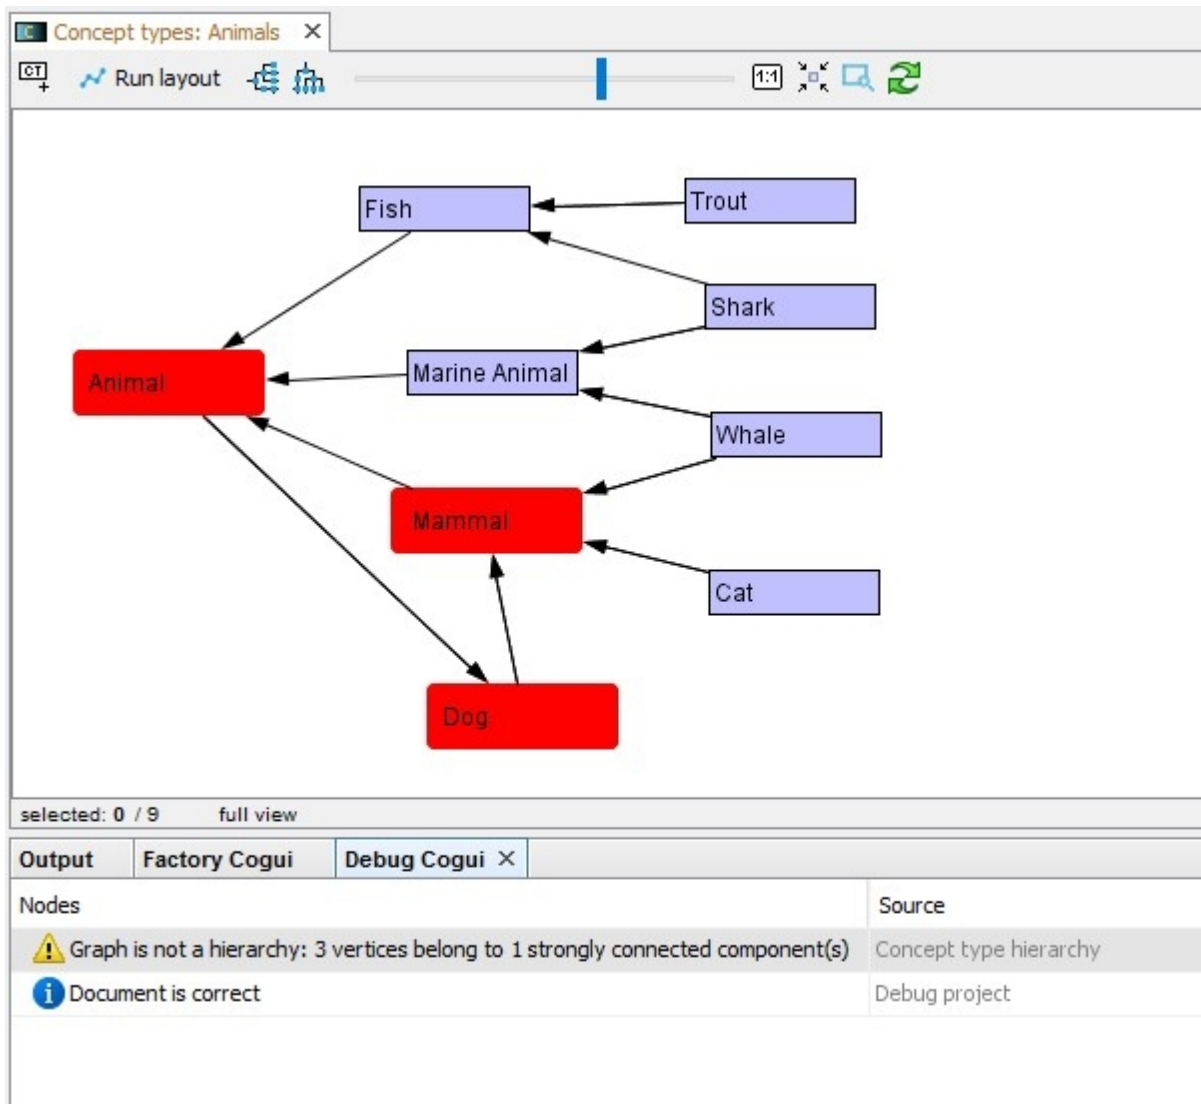 Concept types: Animals
CT Run layout 1:1
Fish
Trout
Shark
Animal
Marine Animal
Whale
Mammal
Cat
Dog
selected: 0 / 9 full view
Output Factory Cogui Debug Cogui
Nodes Source
Graph is not a hierarchy: 3 vertices belong to 1 strongly connected component(s) Concept type hierarchy
Document is correct Debug project